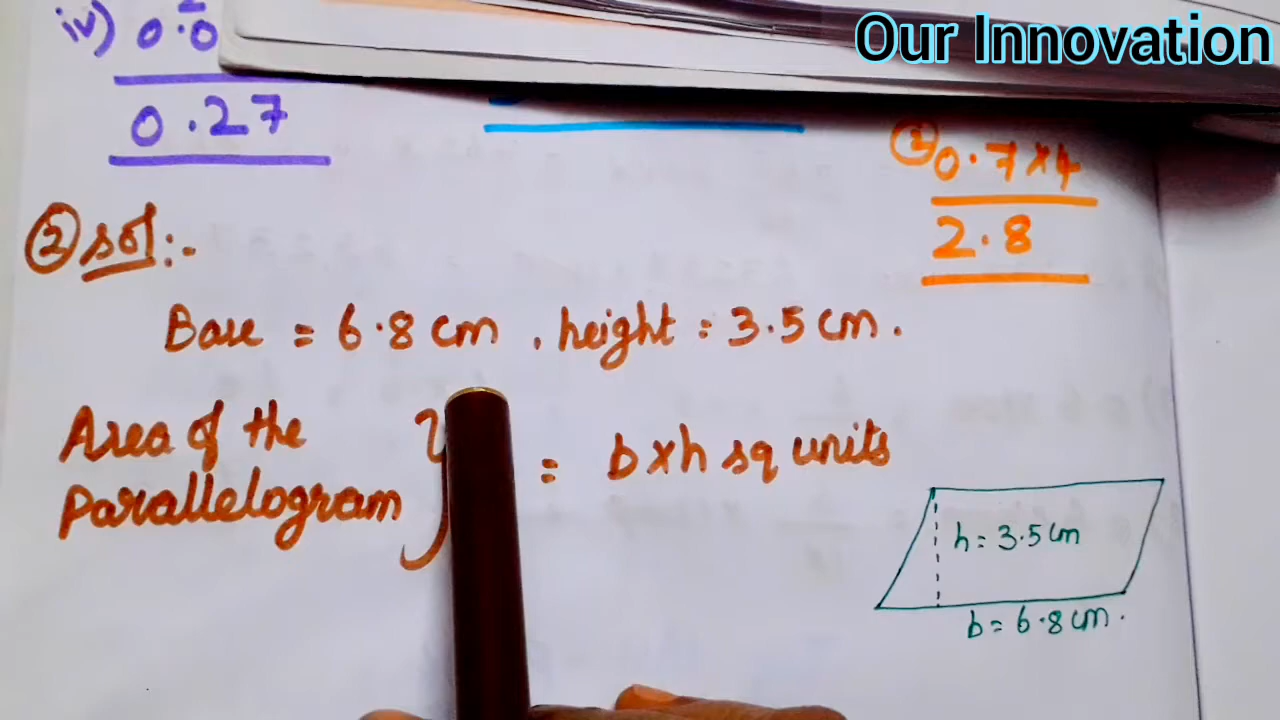 Our Innovation
iv) 0.0
0.27
② 0.7×4
2.8
② sol:-
Base = 6.8 cm , height = 3.5 cm.
Area of the
Parallelogram } = b×h sq units
h = 3.5 cm
b = 6.8 cm.